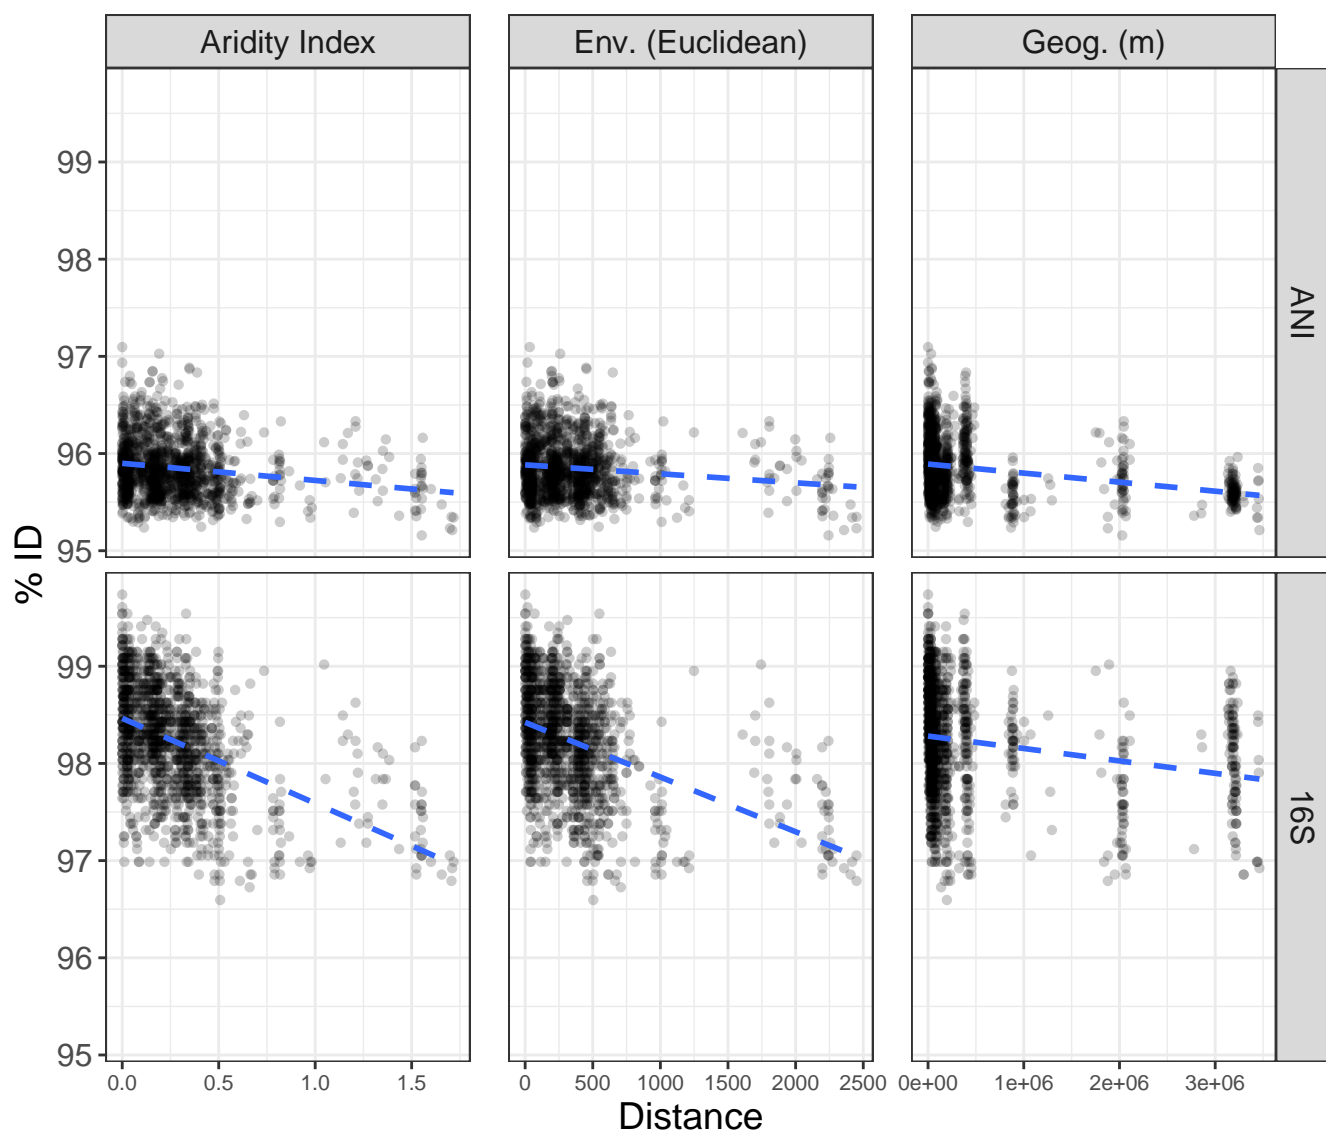 Aridity Index
Env. (Euclidean)
Geog. (m)
% ID
99
98
97
96
95
ANI
99
98
97
96
95
16S
0.0 0.5 1.0 1.5
0 500 1000 1500 2000 2500
0e+00 1e+06 2e+06 3e+06
Distance